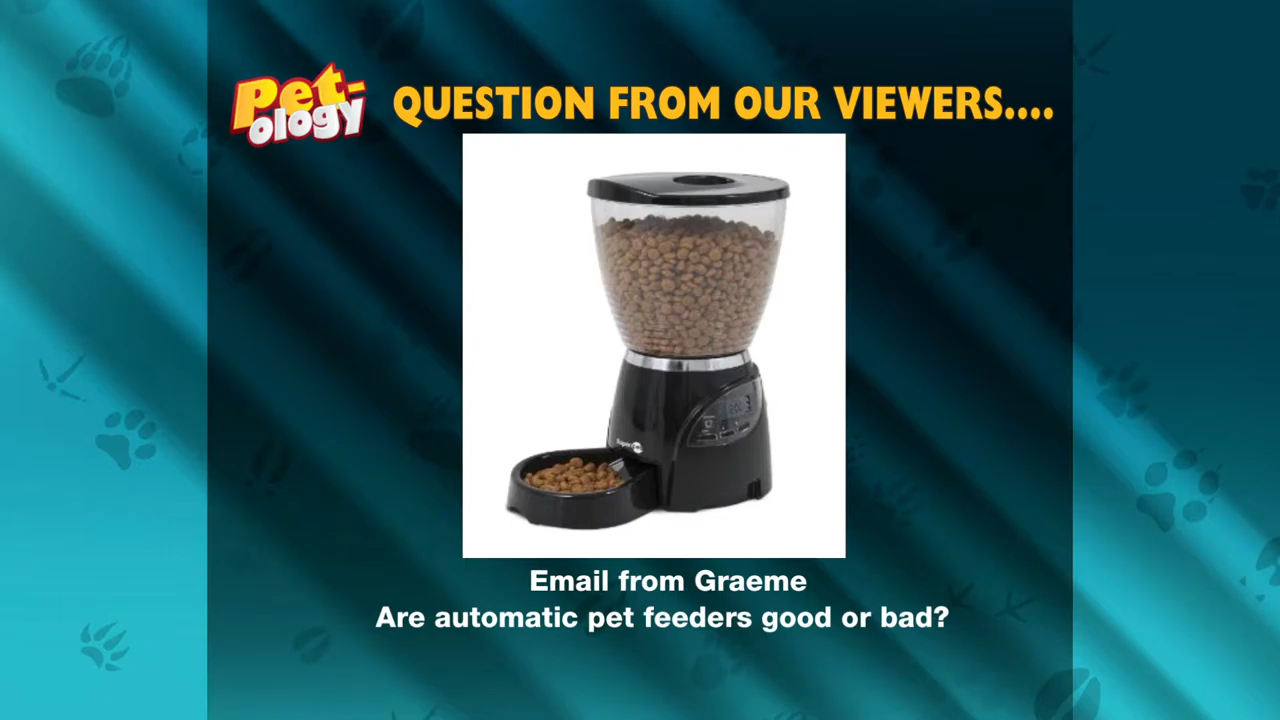 Pet-
ology
QUESTION FROM OUR VIEWERS....
Email from Graeme
Are automatic pet feeders good or bad?